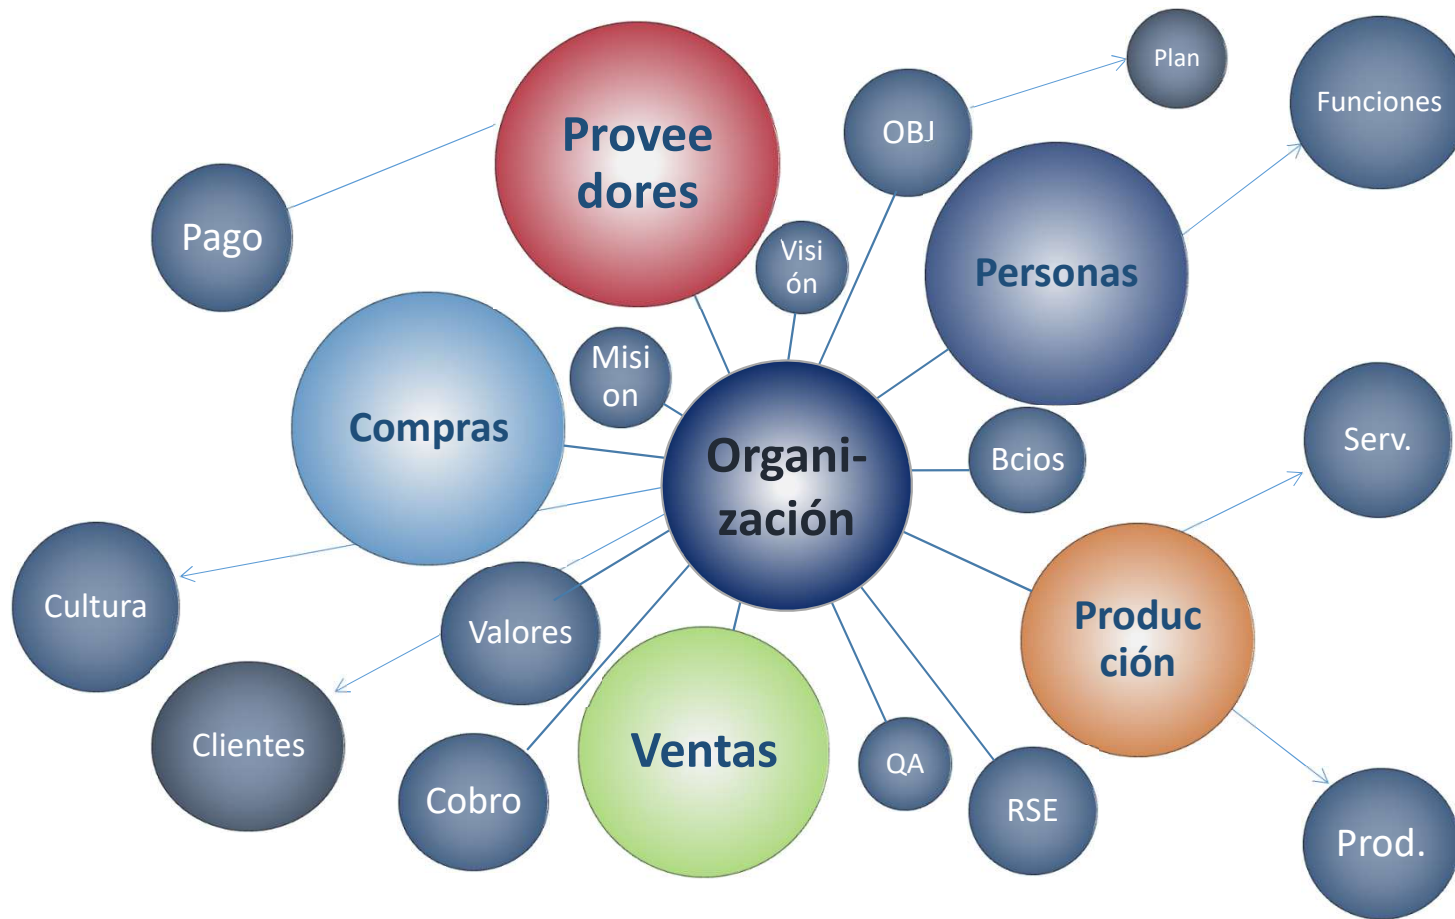 Plan
Funciones
Provee
dores
OBJ
Pago
Visi
ón
Personas
Misi
on
Compras
Organi-
zación
Bcios
Serv.
Cultura
Valores
Produc
ción
Clientes
Ventas
Cobro
QA
RSE
Prod.